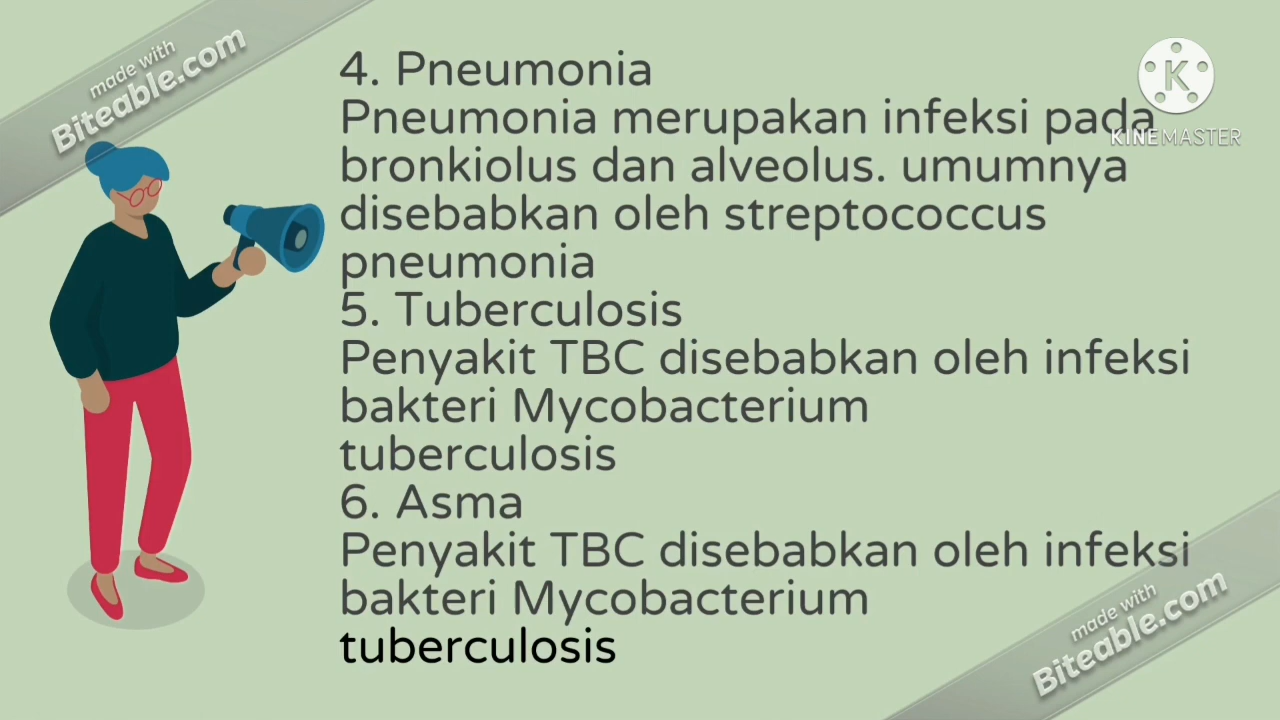 made with
Biteable.com
4. Pneumonia
Pneumonia merupakan infeksi pada
bronkiolus dan alveolus. umumnya
disebabkan oleh streptococcus
pneumonia
5. Tuberculosis
Penyakit TBC disebabkan oleh infeksi
bakteri Mycobacterium
tuberculosis
6. Asma
Penyakit TBC disebabkan oleh infeksi
bakteri Mycobacterium
tuberculosis
K
KINEMASTER
made with
Biteable.com